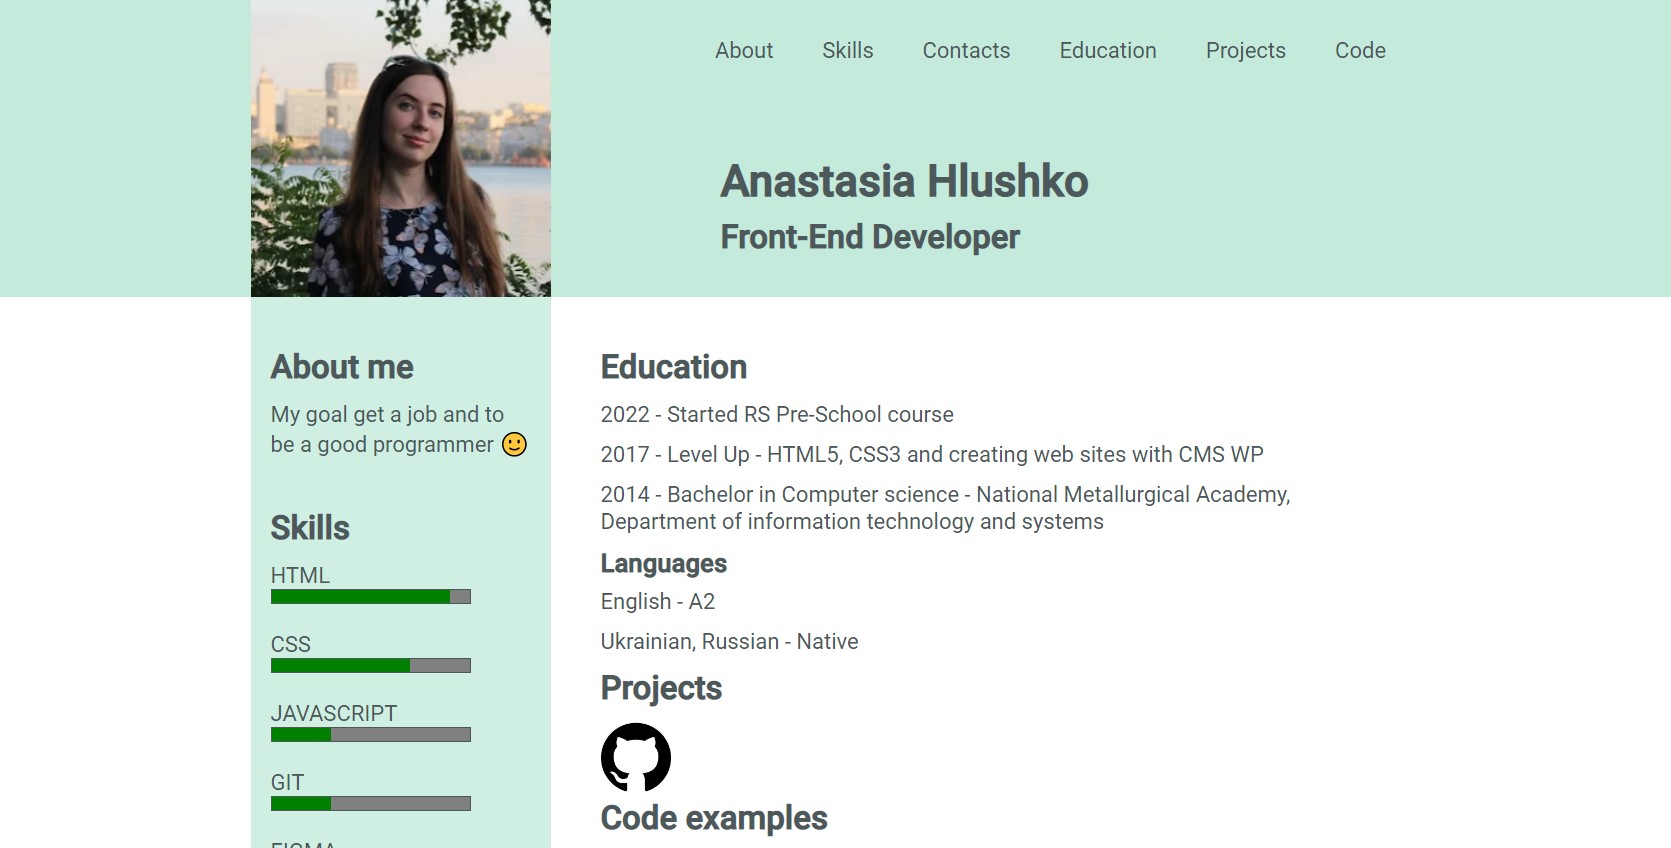 About Skills Contacts Education Projects Code
Anastasia Hlushko
Front-End Developer
About me
My goal get a job and to
be a good programmer 🙂
Skills
HTML
CSS
JAVASCRIPT
GIT
FIGMA
Education
2022 - Started RS Pre-School course
2017 - Level Up - HTML5, CSS3 and creating web sites with CMS WP
2014 - Bachelor in Computer science - National Metallurgical Academy,
Department of information technology and systems
Languages
English - A2
Ukrainian, Russian - Native
Projects
Code examples